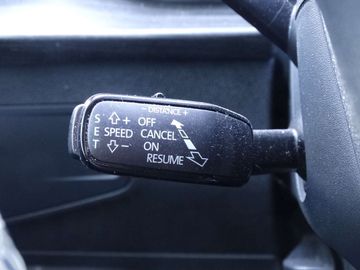 − DISTANCE +
S ⇧+ OFF
E SPEED CANCEL
T ⇩− ON
RESUME